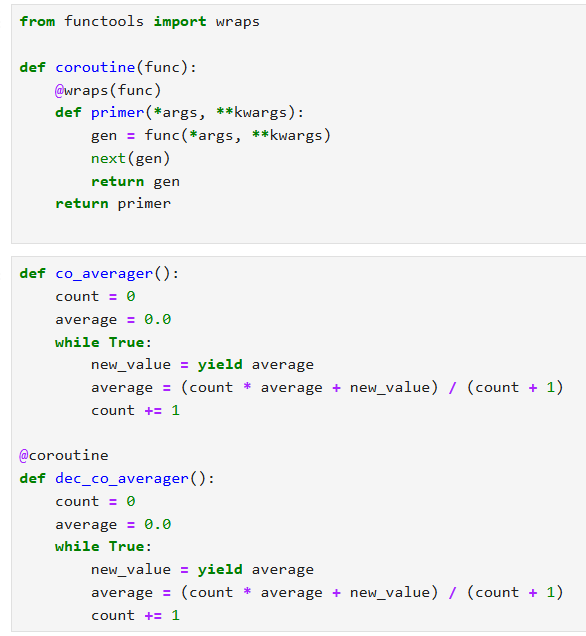 from functools import wraps
def coroutine(func):
    @wraps(func)
    def primer(*args, **kwargs):
        gen = func(*args, **kwargs)
        next(gen)
        return gen
    return primer
def co_averager():
    count = 0
    average = 0.0
    while True:
        new_value = yield average
        average = (count * average + new_value) / (count + 1)
        count += 1
@coroutine
def dec_co_averager():
    count = 0
    average = 0.0
    while True:
        new_value = yield average
        average = (count * average + new_value) / (count + 1)
        count += 1